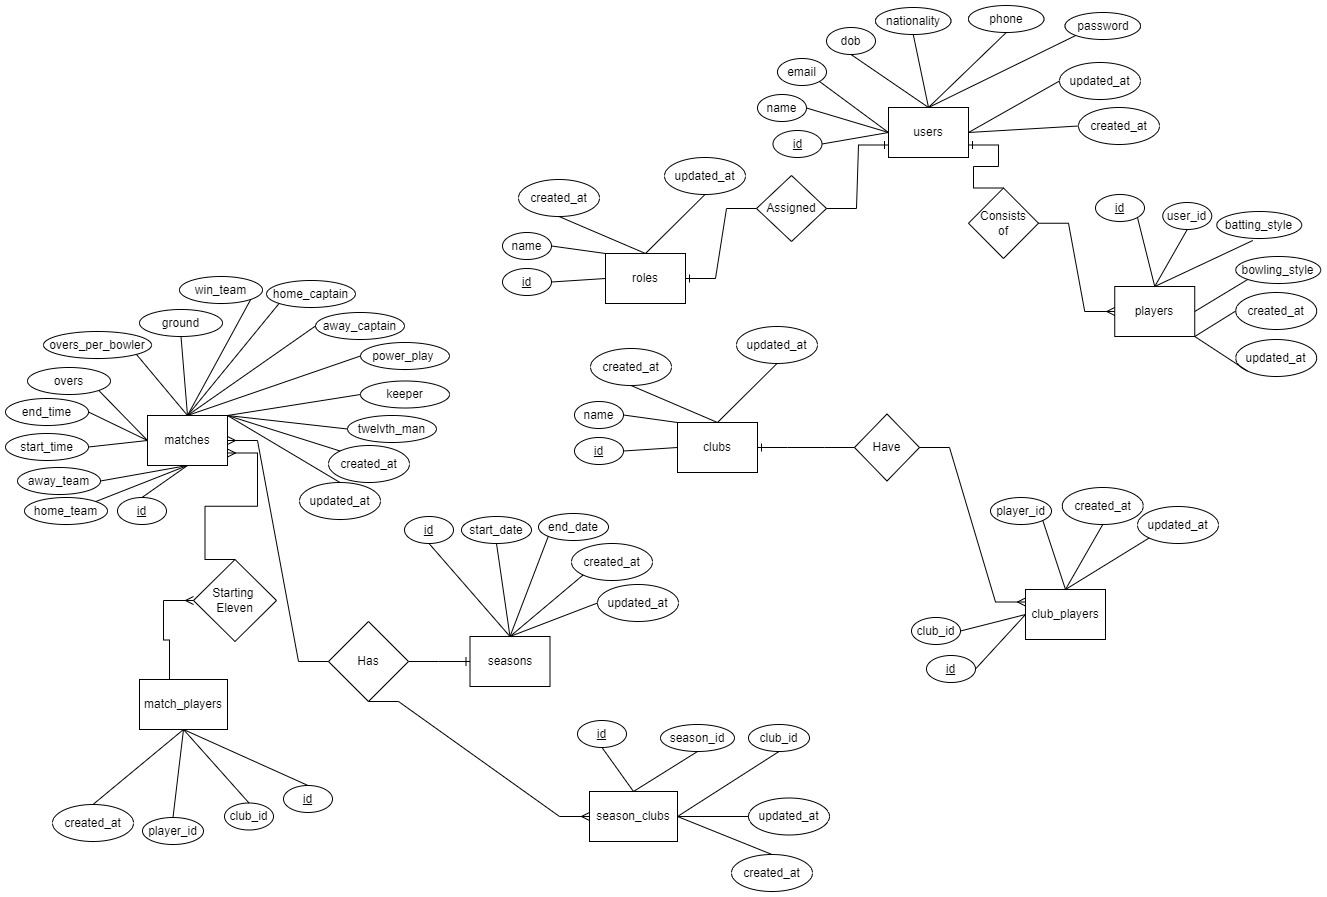 phone
nationality
password
dob
email
updated_at
name
created_at
users
id
updated_at
created_at
Assigned
id
user_id
Consists
of
batting_style
name
roles
id
bowling_style
created_at
players
updated_at
win_team
home_captain
ground
away_captain
overs_per_bowler
power_play
overs
keeper
end_time
twelvth_man
start_time
matches
created_at
away_team
updated_at
home_team
id
updated_at
created_at
name
id
clubs
Have
player_id
created_at
updated_at
club_players
club_id
id
id
start_date
end_date
created_at
updated_at
Starting
Eleven
Has
seasons
match_players
created_at
player_id
club_id
id
id
season_id
club_id
season_clubs
updated_at
created_at